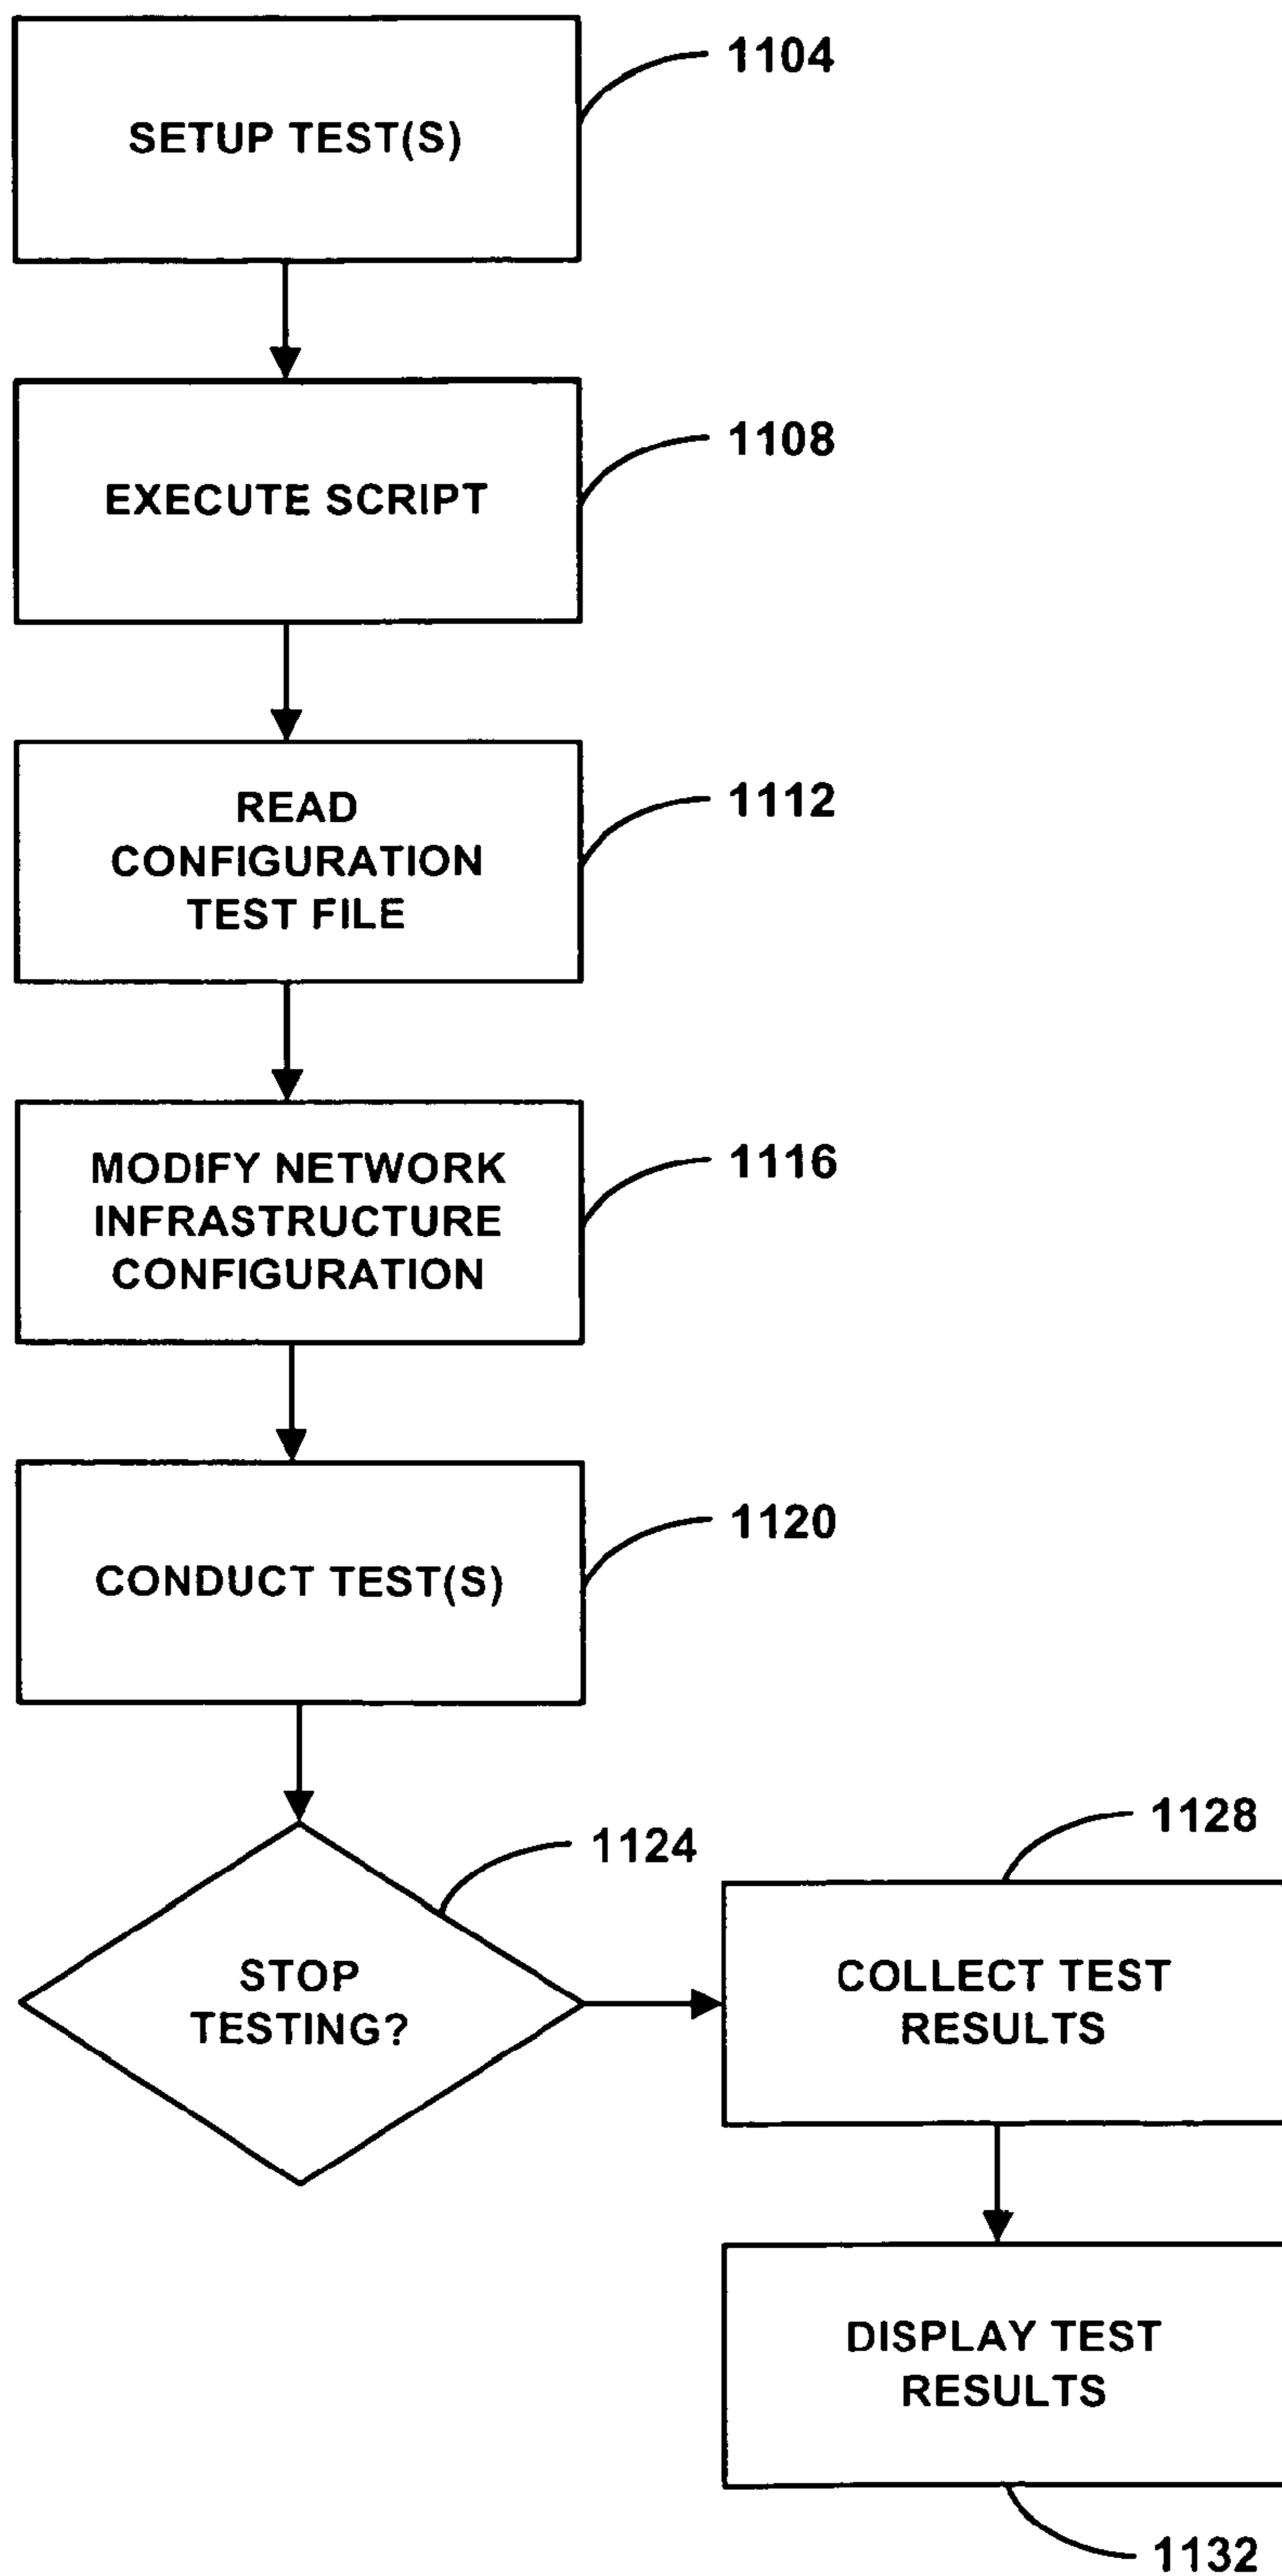 1104
SETUP TEST(S)
1108
EXECUTE SCRIPT
READ
CONFIGURATION
TEST FILE
1112
MODIFY NETWORK
INFRASTRUCTURE
CONFIGURATION
1116
1120
CONDUCT TEST(S)
1124
STOP
TESTING?
1128
COLLECT TEST
RESULTS
DISPLAY TEST
RESULTS
1132